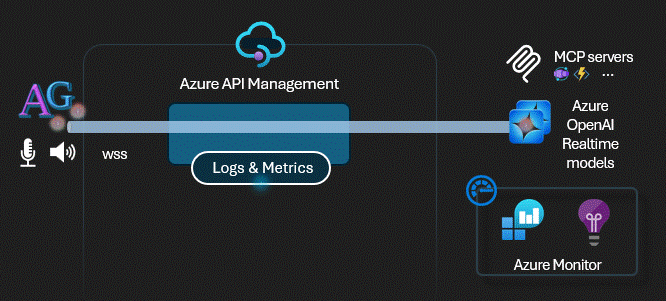 Azure API Management
MCP servers
...
AG
Azure
OpenAI
Realtime
models
wss
Logs & Metrics
Azure Monitor